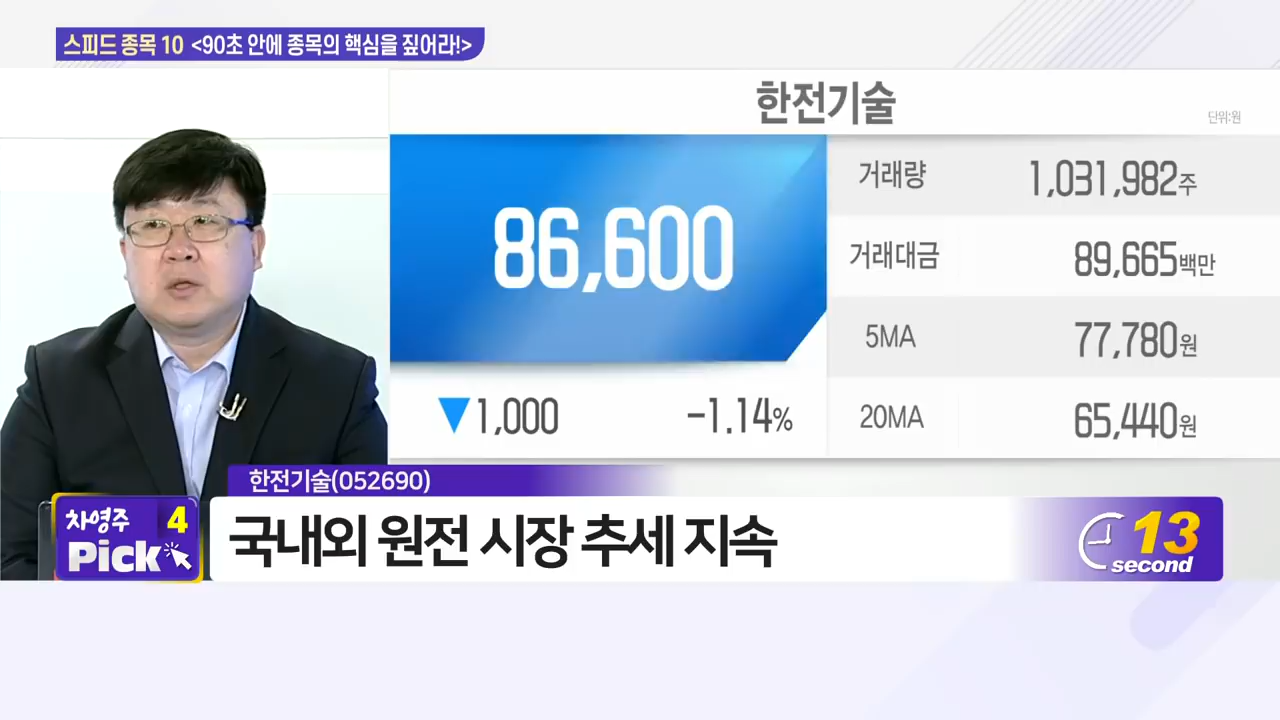 스피드 종목 10 <90초 안에 종목의 핵심을 짚어라!>
한전기술
단위:원
86,600
▼1,000 -1.14%
거래량 1,031,982주
거래대금 89,665백만
5MA 77,780원
20MA 65,440원
한전기술(052690)
차영주 4
Pick
국내외 원전 시장 추세 지속
13
second